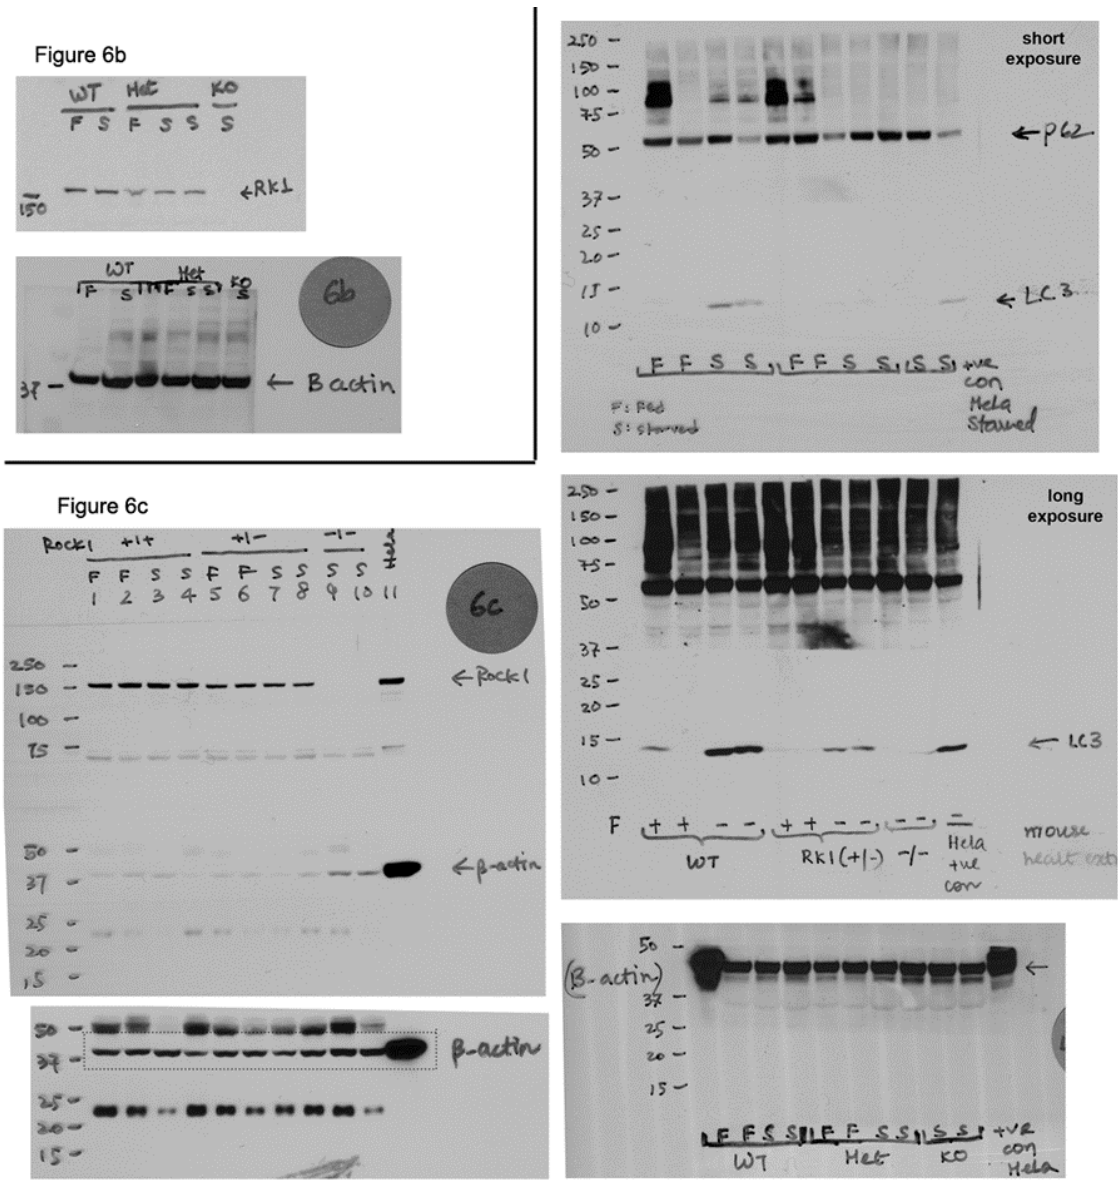 Figure 6b
WT Het KO
F S F S S S
←RK1
150
WT Het KO
F S F S S S
6b
37 – ← B actin
Figure 6c
Rock1 +/+ +/- -/- Hela
F F S S F F S S S S
1 2 3 4 5 6 7 8 9 10 11
6c
250 –
150 – ←Rock1
100 –
75 –
50 –
37 – ←β-actin
25 –
20 –
15 –
50 –
37 – β-actin
25 –
20 –
15 –
short
exposure
250 –
150 –
100 –
75 –
50 – ←P62
37 –
25 –
20 –
15 – ← LC3
10 –
F F S S F F S S S S +ve
con
Hela
Starved
F: Fed
S: starved
long
exposure
250 –
150 –
100 –
75 –
50 –
37 –
25 –
20 –
15 – ← LC3
10 –
F + + - - + + - - - - -
WT RK1(+/-) -/- Hela
+ve
con
mouse
50 –
(B-actin) ←
37 –
25 –
20 –
15 –
F F S S F F S S S S +ve
WT Het KO con
Hela